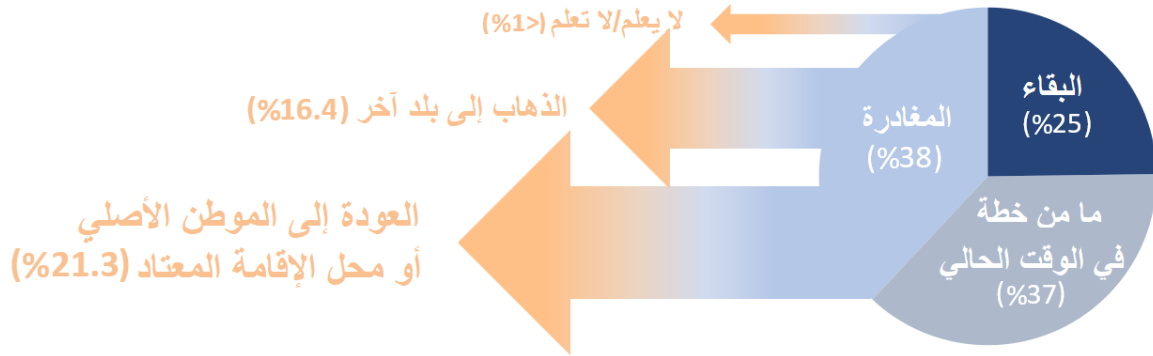 البقاء
(%25)
المغادرة
(%38)
ما من خطة
في الوقت الحالي
(%37)
لا يعلم/لا تعلم (<1%)
الذهاب إلى بلد آخر (16.4%)
العودة إلى الموطن الأصلي
أو محل الإقامة المعتاد (21.3%)